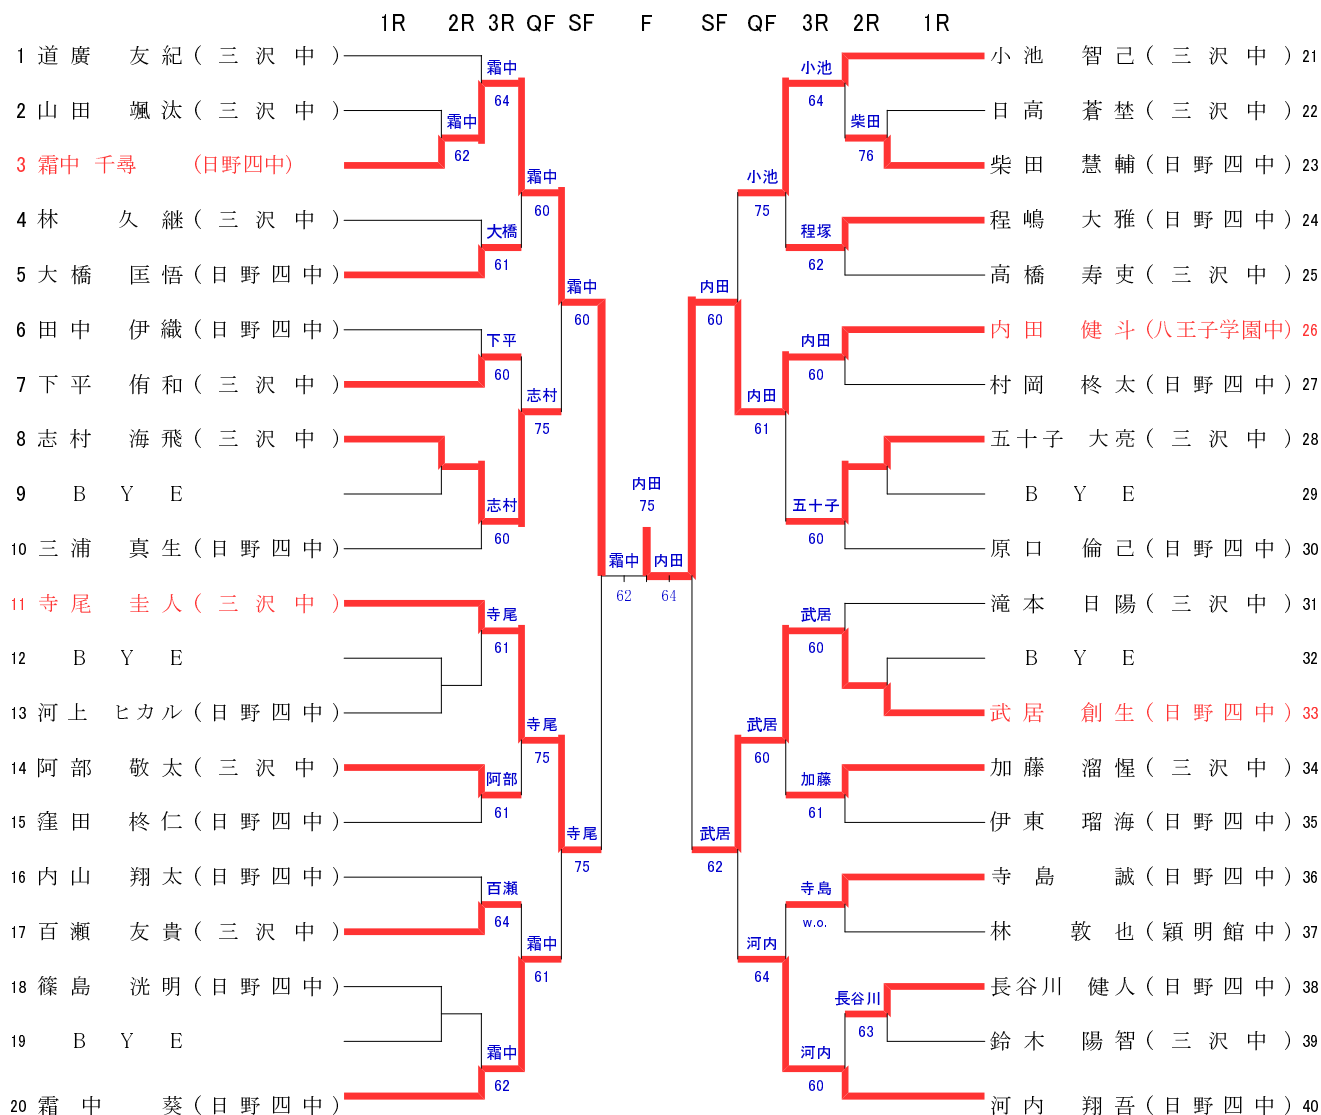 1R 2R 3R QF SF F SF QF 3R 2R 1R
1 道廣 友紀 (三沢中)
2 山田 颯汰 (三沢中)
3 霜中 千尋 (日野四中)
4 林 久継 (三沢中)
5 大橋 匡悟 (日野四中)
6 田中 伊織 (日野四中)
7 下平 侑和 (三沢中)
8 志村 海飛 (三沢中)
9 BYE
10 三浦 真生 (日野四中)
11 寺尾 圭人 (三沢中)
12 BYE
13 河上 ヒカル (日野四中)
14 阿部 敬太 (三沢中)
15 窪田 柊仁 (日野四中)
16 内山 翔太 (日野四中)
17 百瀬 友貴 (三沢中)
18 篠島 洸明 (日野四中)
19 BYE
20 霜中 葵 (日野四中)
霜中
62
霜中
64
大橋
61
下平
60
志村
60
寺尾
61
阿部
61
百瀬
64
霜中
62
霜中
60
志村
75
寺尾
75
霜中
61
霜中
60
寺尾
75
霜中
62
内田
75
内田
64
内田
60
武居
62
小池
75
内田
61
武居
60
河内
64
小池
64
程塚
62
内田
60
五十子
60
武居
60
加藤
61
寺島
w.o.
河内
60
柴田
76
長谷川
63
小池 智己 (三沢中) 21
日高 蒼埜 (三沢中) 22
柴田 慧輔 (日野四中) 23
程嶋 大雅 (日野四中) 24
高橋 寿吏 (三沢中) 25
内田 健斗 (八王子学園中) 26
村岡 柊太 (日野四中) 27
五十子 大亮 (三沢中) 28
BYE 29
原口 倫己 (日野四中) 30
滝本 日陽 (三沢中) 31
BYE 32
武居 創生 (日野四中) 33
加藤 溜惺 (三沢中) 34
伊東 瑠海 (日野四中) 35
寺島 誠 (日野四中) 36
林 敦也 (穎明館中) 37
長谷川 健人 (日野四中) 38
鈴木 陽智 (三沢中) 39
河内 翔吾 (日野四中) 40